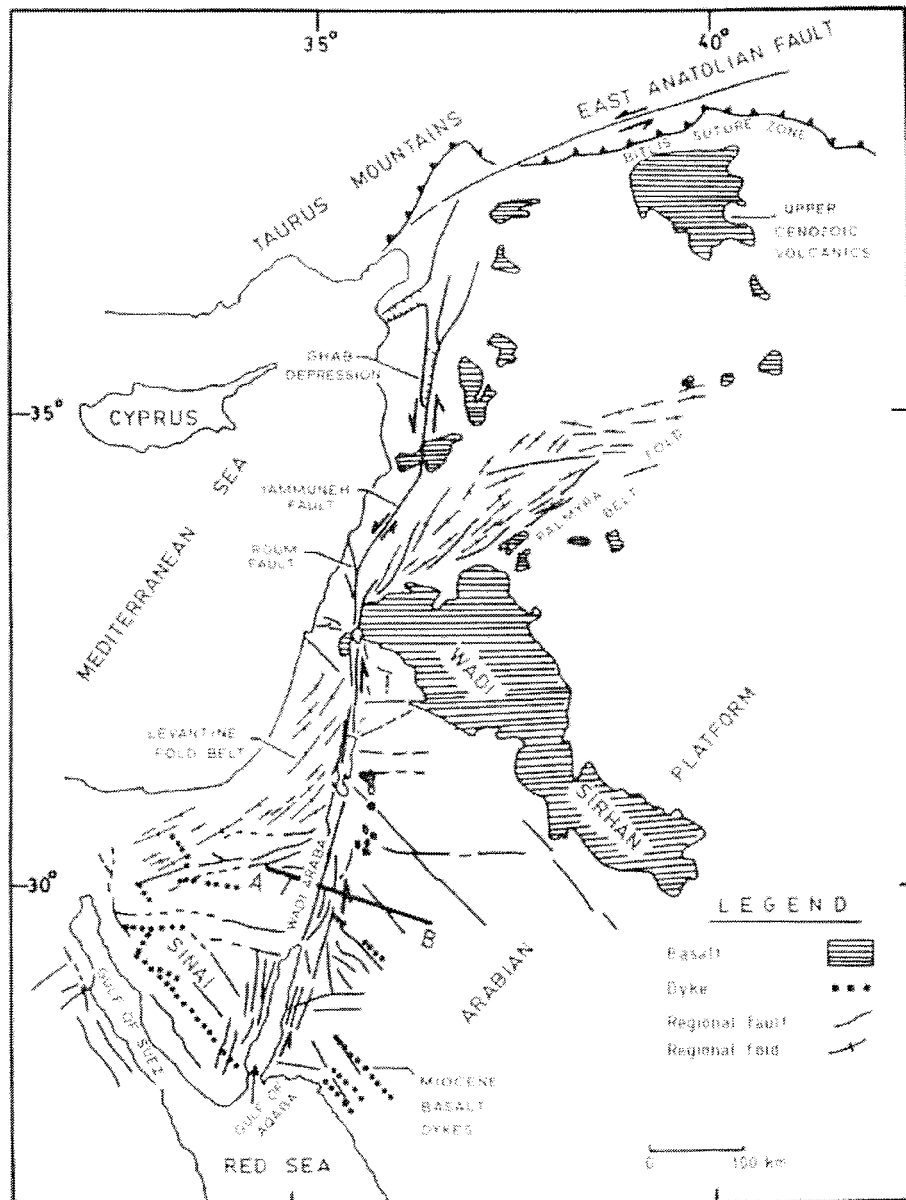 35°
40°
EAST ANATOLIAN FAULT
BITLIS SUTURE ZONE
TAURUS MOUNTAINS
UPPER
CENOZOIC
VOLCANICS
GHAB
DEPRESSION
35°
CYPRUS
MEDITERRANEAN SEA
YAMMUNEH
FAULT
PALMYRA FOLD
BELT
ROUM
FAULT
WADI
SIRHAN
LEVANTINE
FOLD BELT
ARABIAN PLATFORM
30°
A
WADI ARABA
B
SINAI
GULF OF SUEZ
GULF OF
AQABA
MIOCENE
BASALT
DYKES
RED SEA
LEGEND
Basalt
Dyke
Regional fault
Regional fold
0 100 km